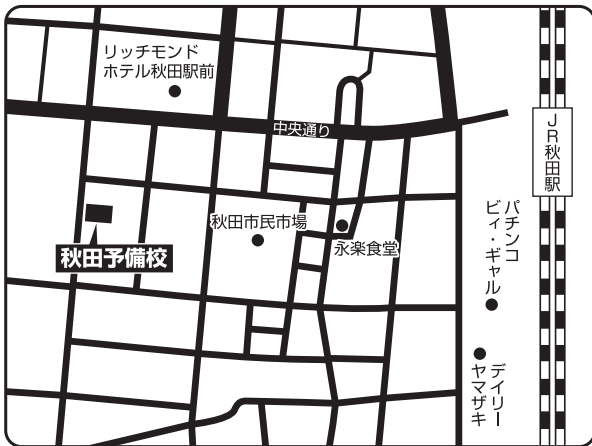 リッチモンド
ホテル秋田駅前
中央通り
JR秋田駅
秋田市民市場
永楽食堂
秋田予備校
パチンコ
ビィ・ギャル
デイリー
ヤマザキ